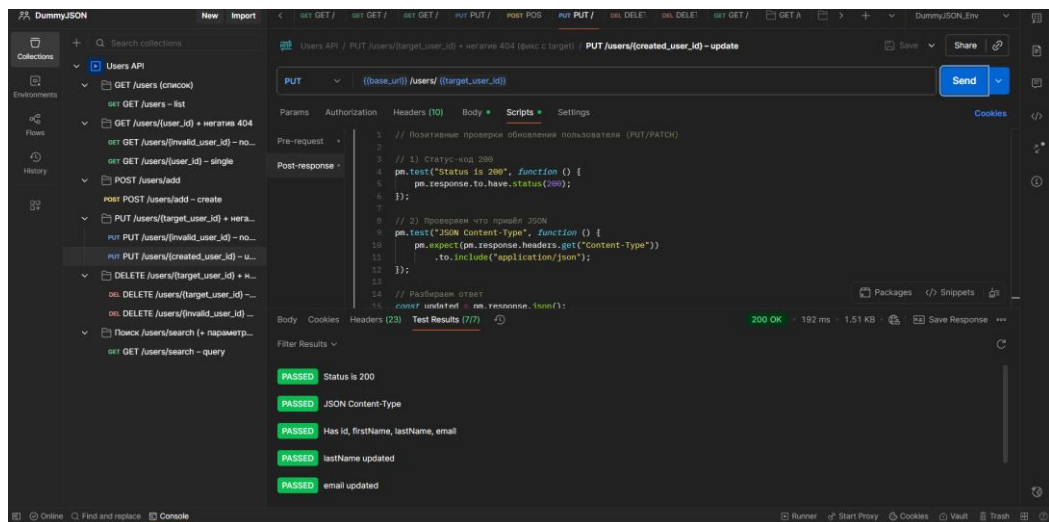 DummyJSON New Import
GET GET / GET GET / GET GET / PUT PUT / POST POS PUT PUT / DEL DELET DEL DELET GET GET / GET /\ DummyJSON_Env
Collections
Environments
Flows
History
Search collections
Users API
GET /users (список)
GET GET /users – list
GET /users/{user_id} + негатив 404
GET GET /users/{invalid_user_id} – no...
GET GET /users/{user_id} – single
POST /users/add
POST POST /users/add – create
PUT /users/{target_user_id} + нега...
PUT PUT /users/{invalid_user_id} – no...
PUT PUT /users/{created_user_id} – u...
DELETE /users/{target_user_id} + н...
DEL DELETE /users/{target_user_id} –...
DEL DELETE /users/{invalid_user_id} ...
Поиск /users/search (+ параметр...
GET GET /users/search – query
Users API / PUT /users/{target_user_id} + негатив 404 (фикс с target) / PUT /users/{created_user_id} – update
Save Share
PUT {{base_url}} /users/ {{target_user_id}} Send
Params Authorization Headers (10) Body Scripts Settings Cookies
Pre-request
Post-response
1 // Позитивные проверки обновления пользователя (PUT/PATCH)
2
3 // 1) Статус-код 200
4 pm.test("Status is 200", function () {
5 pm.response.to.have.status(200);
6 });
7
8 // 2) Проверяем что пришёл JSON
9 pm.test("JSON Content-Type", function () {
10 pm.expect(pm.response.headers.get("Content-Type"))
11 .to.include("application/json");
12 });
13
14 // Разбираем ответ
15 const updated = pm.response.json();
Packages </> Snippets
Body Cookies Headers (23) Test Results (7/7) 200 OK 192 ms 1.51 KB Save Response
Filter Results
PASSED Status is 200
PASSED JSON Content-Type
PASSED Has id, firstName, lastName, email
PASSED lastName updated
PASSED email updated
Online Find and replace Console Runner Start Proxy Cookies Vault Trash